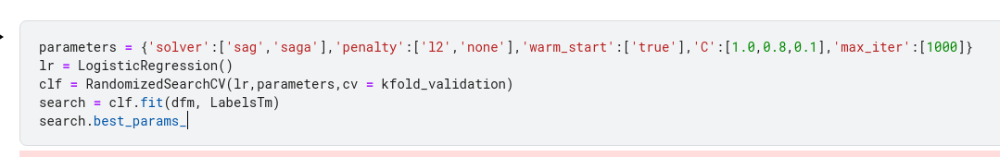 parameters = {'solver':['sag','saga'],'penalty':['l2','none'],'warm_start':['true'],'C':[1.0,0.8,0.1],'max_iter':[1000]}
lr = LogisticRegression()
clf = RandomizedSearchCV(lr,parameters,cv = kfold_validation)
search = clf.fit(dfm, LabelsTm)
search.best_params_